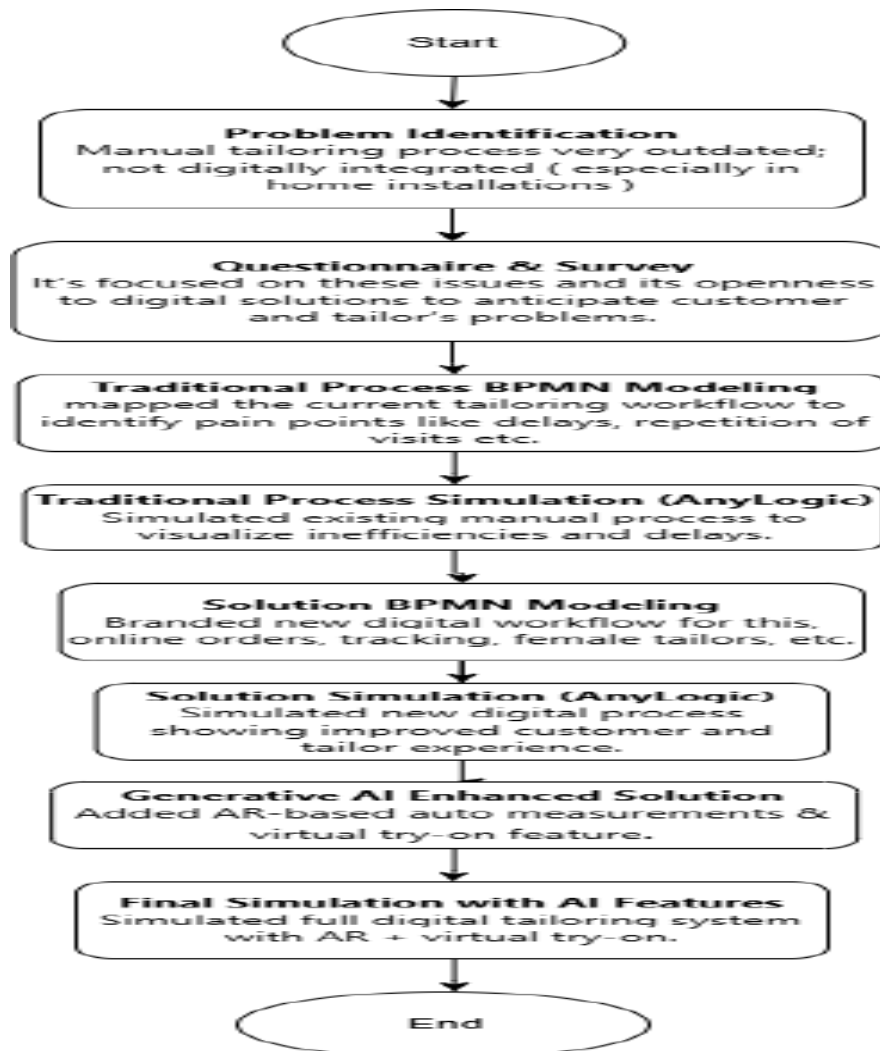 Start
Problem Identification
Manual tailoring process very outdated;
not digitally integrated ( especially in
home installations )
Questionnaire & Survey
It's focused on these issues and its openness
to digital solutions to anticipate customer
and tailor's problems.
Traditional Process BPMN Modeling
mapped the current tailoring workflow to
identify pain points like delays, repetition of
visits etc.
Traditional Process Simulation (AnyLogic)
Simulated existing manual process to
visualize inefficiencies and delays.
Solution BPMN Modeling
Branded new digital workflow for this,
online orders, tracking, female tailors, etc.
Solution Simulation (AnyLogic)
Simulated new digital process
showing improved customer and
tailor experience.
Generative AI Enhanced Solution
Added AR-based auto measurements &
virtual try-on feature.
Final Simulation with AI Features
Simulated full digital tailoring system
with AR + virtual try-on.
End